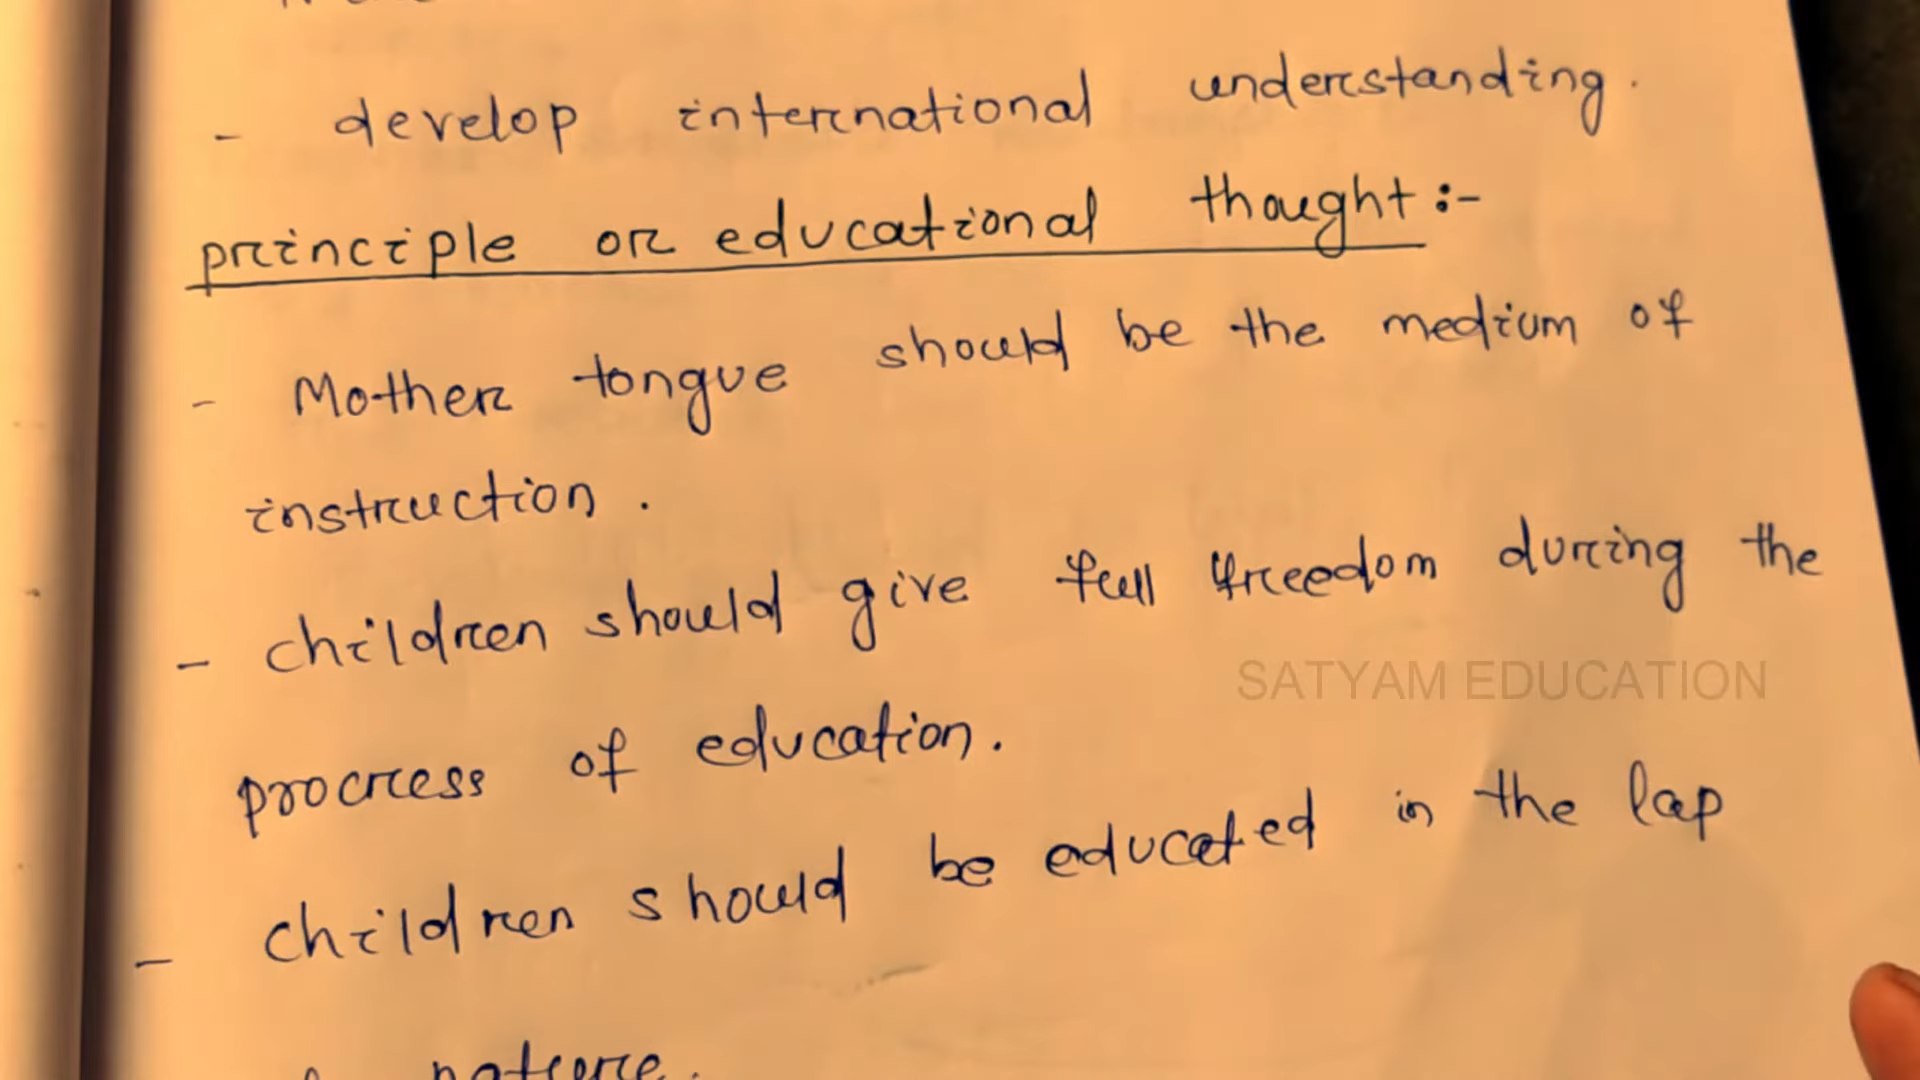 - develop international understanding.
principle or educational thought :-
- Mother tongue should be the medium of
instruction.
- children should give full freedom during the
SATYAM EDUCATION
procress of education.
- children should be educated in the lap
nature.